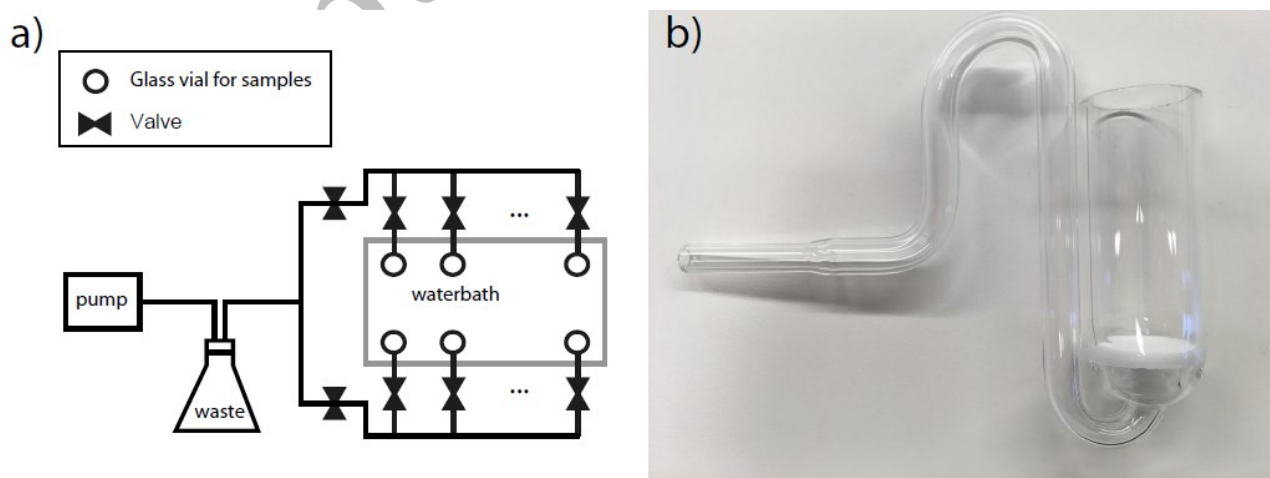 a)
Glass vial for samples
Valve
...
waterbath
pump
...
waste
b)